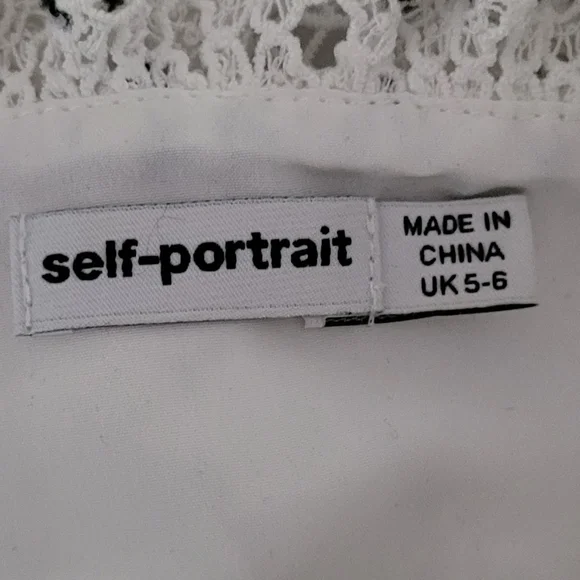 self-portrait
MADE IN
CHINA
UK 5-6